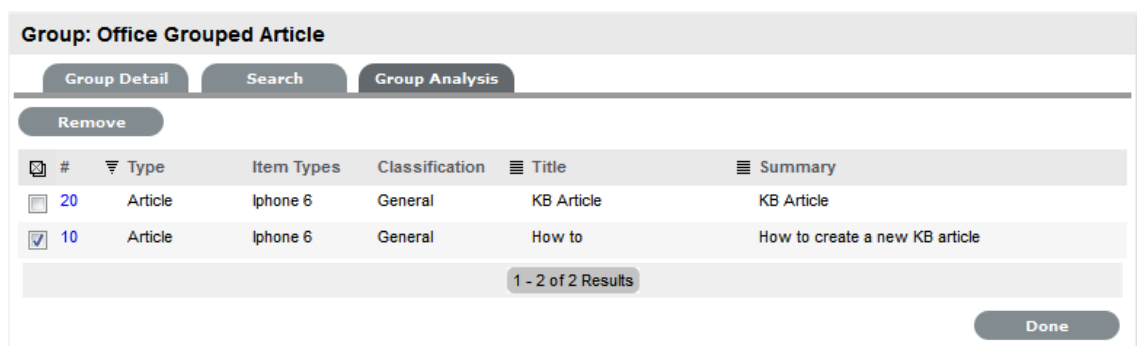 Group: Office Grouped Article
Group Detail Search Group Analysis
Remove
# Type Item Types Classification Title Summary
20 Article Iphone 6 General KB Article KB Article
10 Article Iphone 6 General How to How to create a new KB article
1 - 2 of 2 Results
Done